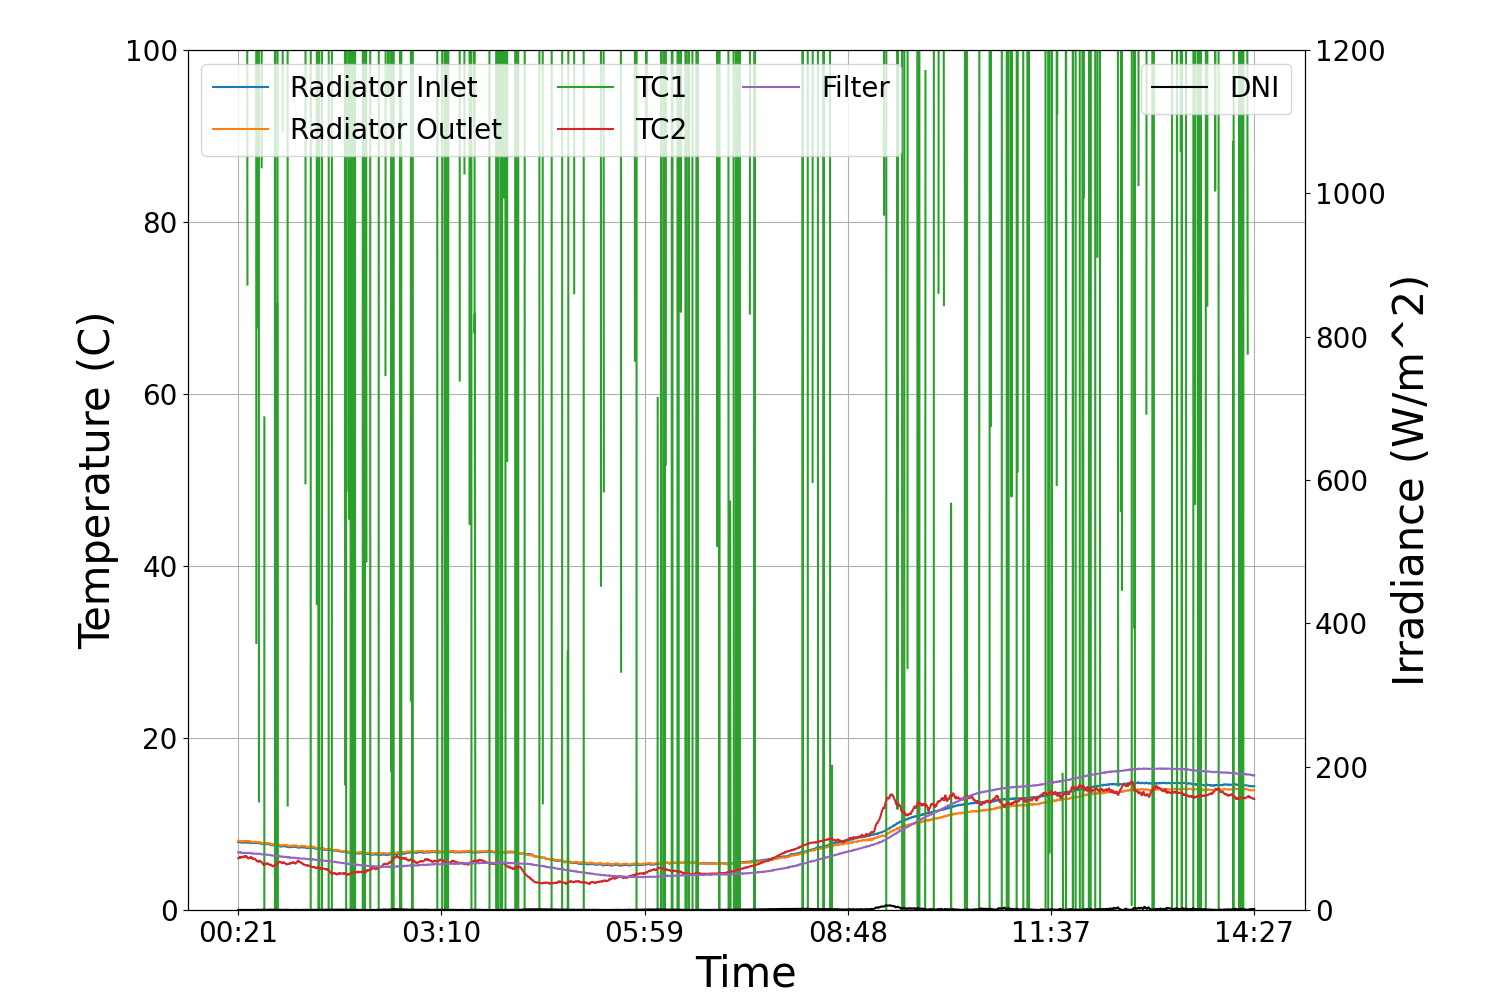 100
80
60
40
20
0
Temperature (C)
Radiator Inlet
Radiator Outlet
TC1
TC2
Filter
DNI
1200
1000
800
600
400
200
0
Irradiance (W/m^2)
00:21 03:10 05:59 08:48 11:37 14:27
Time